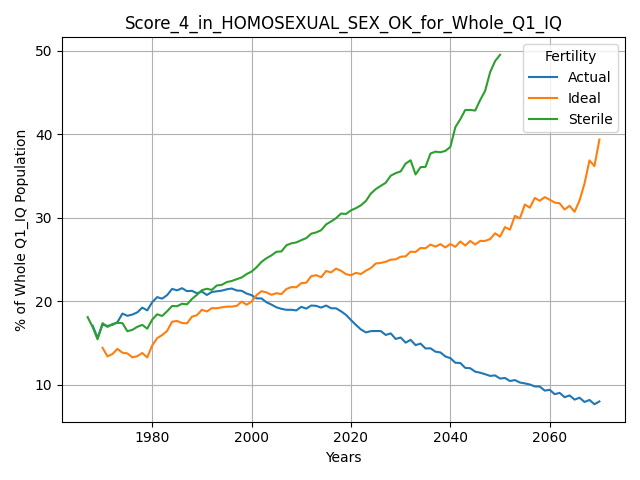 Score_4_in_HOMOSEXUAL_SEX_OK_for_Whole_Q1_IQ
Fertility
Actual
Ideal
Sterile
% of Whole Q1_IQ Population
50
40
30
20
10
1980 2000 2020 2040 2060
Years